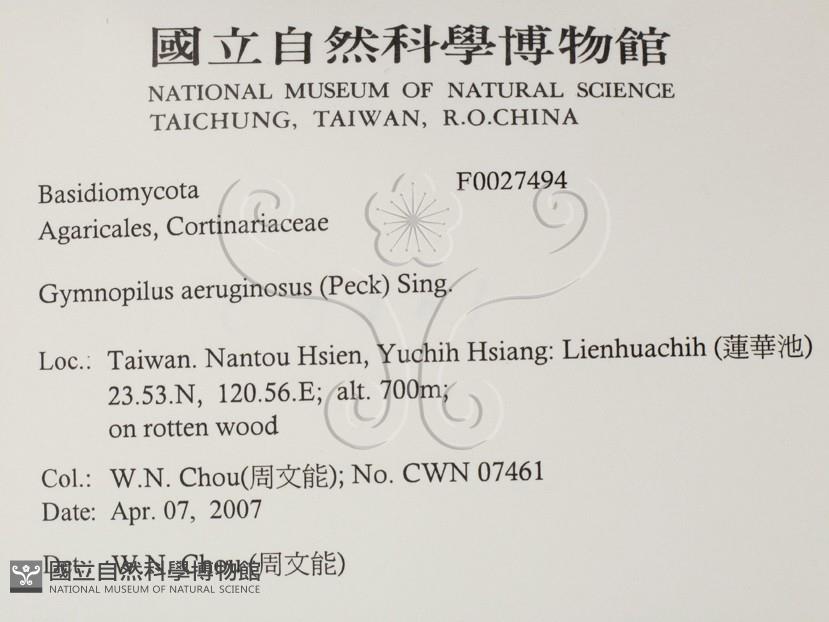 國立自然科學博物館
NATIONAL MUSEUM OF NATURAL SCIENCE
TAICHUNG, TAIWAN, R.O.CHINA
Basidiomycota F0027494
Agaricales, Cortinariaceae
Gymnopilus aeruginosus (Peck) Sing.
Loc.: Taiwan. Nantou Hsien, Yuchih Hsiang: Lienhuachih (蓮華池)
23.53.N, 120.56.E; alt. 700m;
on rotten wood
Col.: W.N. Chou(周文能); No. CWN 07461
Date: Apr. 07, 2007
Det.: W.N. Chou (周文能)
國立自然科學博物館
NATIONAL MUSEUM OF NATURAL SCIENCE